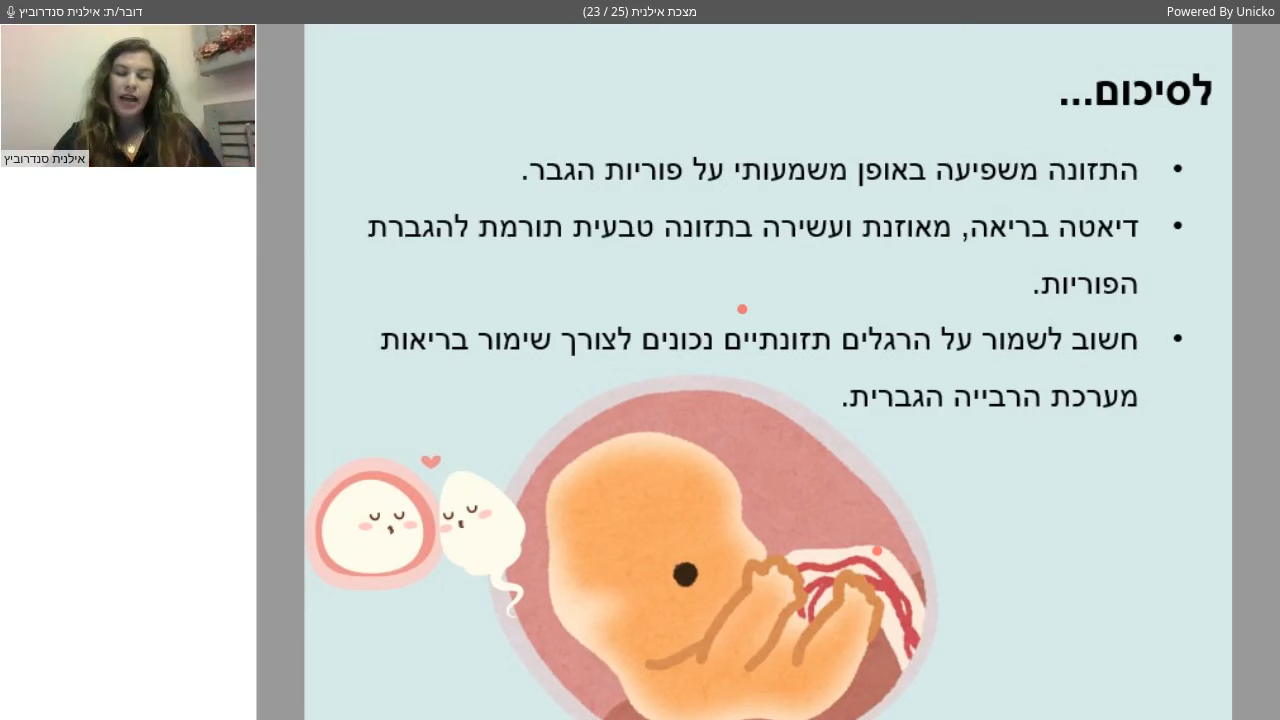 דובר/ת: אילנית סנדרוביץ
מצכת אילנית (25 / 23)
Powered By Unicko
אילנית סנדרוביץ
לסיכום...
• התזונה משפיעה באופן משמעותי על פוריות הגבר.
• דיאטה בריאה, מאוזנת ועשירה בתזונה טבעית תורמת להגברת
הפוריות.
• חשוב לשמור על הרגלים תזונתיים נכונים לצורך שימור בריאות
מערכת הרבייה הגברית.